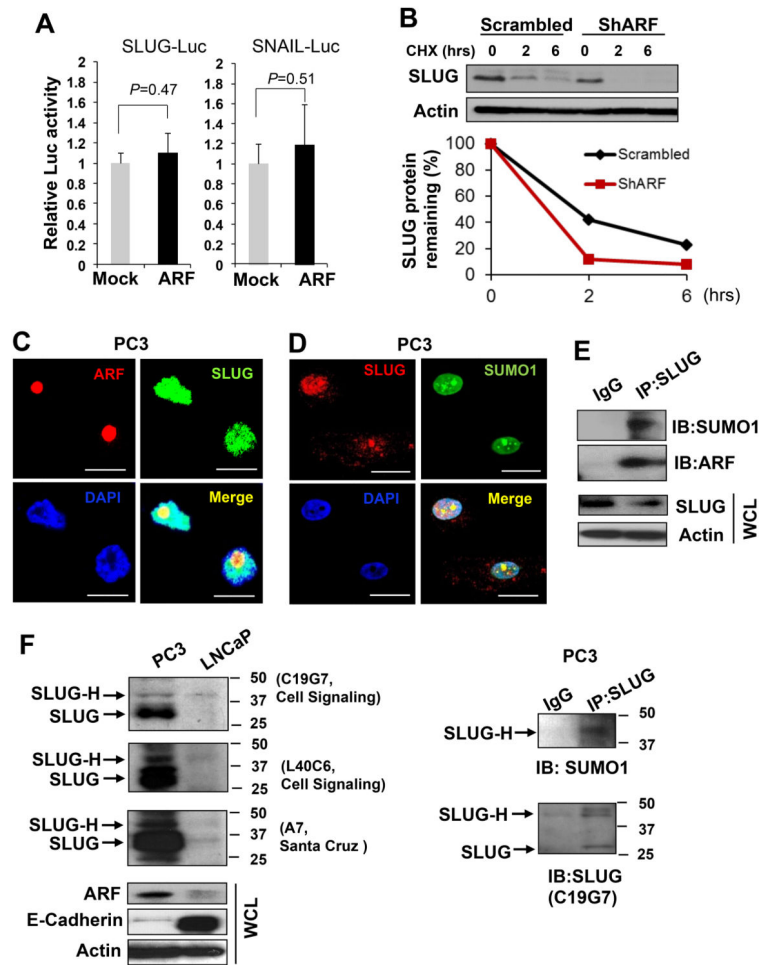 A
SLUG-Luc
SNAIL-Luc
Relative Luc activity
2
1.8
1.6
1.4
1.2
1
0.8
0.6
0.4
0.2
0
P=0.47
Mock ARF
2
1.8
1.6
1.4
1.2
1
0.8
0.6
0.4
0.2
0
P=0.51
Mock ARF
B
Scrambled ShARF
CHX (hrs) 0 2 6 0 2 6
SLUG
Actin
SLUG protein
remaining (%)
100
80
60
40
20
0
Scrambled
ShARF
0 2 6 (hrs)
C
PC3
ARF
SLUG
DAPI
Merge
D
PC3
SLUG
SUMO1
DAPI
Merge
E
IgG IP:SLUG
IB:SUMO1
IB:ARF
SLUG
Actin
WCL
F
PC3 LNCaP
SLUG-H
SLUG
50
37
25
(C19G7,
Cell Signaling)
SLUG-H
SLUG
50
37
25
(L40C6,
Cell Signaling)
SLUG-H
SLUG
50
37
25
(A7,
Santa Cruz )
ARF
E-Cadherin
Actin
WCL
PC3
IgG IP:SLUG
SLUG-H
50
37
IB: SUMO1
SLUG-H
SLUG
50
37
25
IB:SLUG
(C19G7)